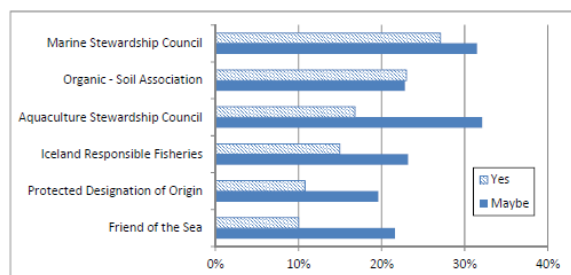 Marine Stewardship Council
Organic - Soil Association
Aquaculture Stewardship Council
Iceland Responsible Fisheries
Protected Designation of Origin
Friend of the Sea
Yes
Maybe
0% 10% 20% 30% 40%